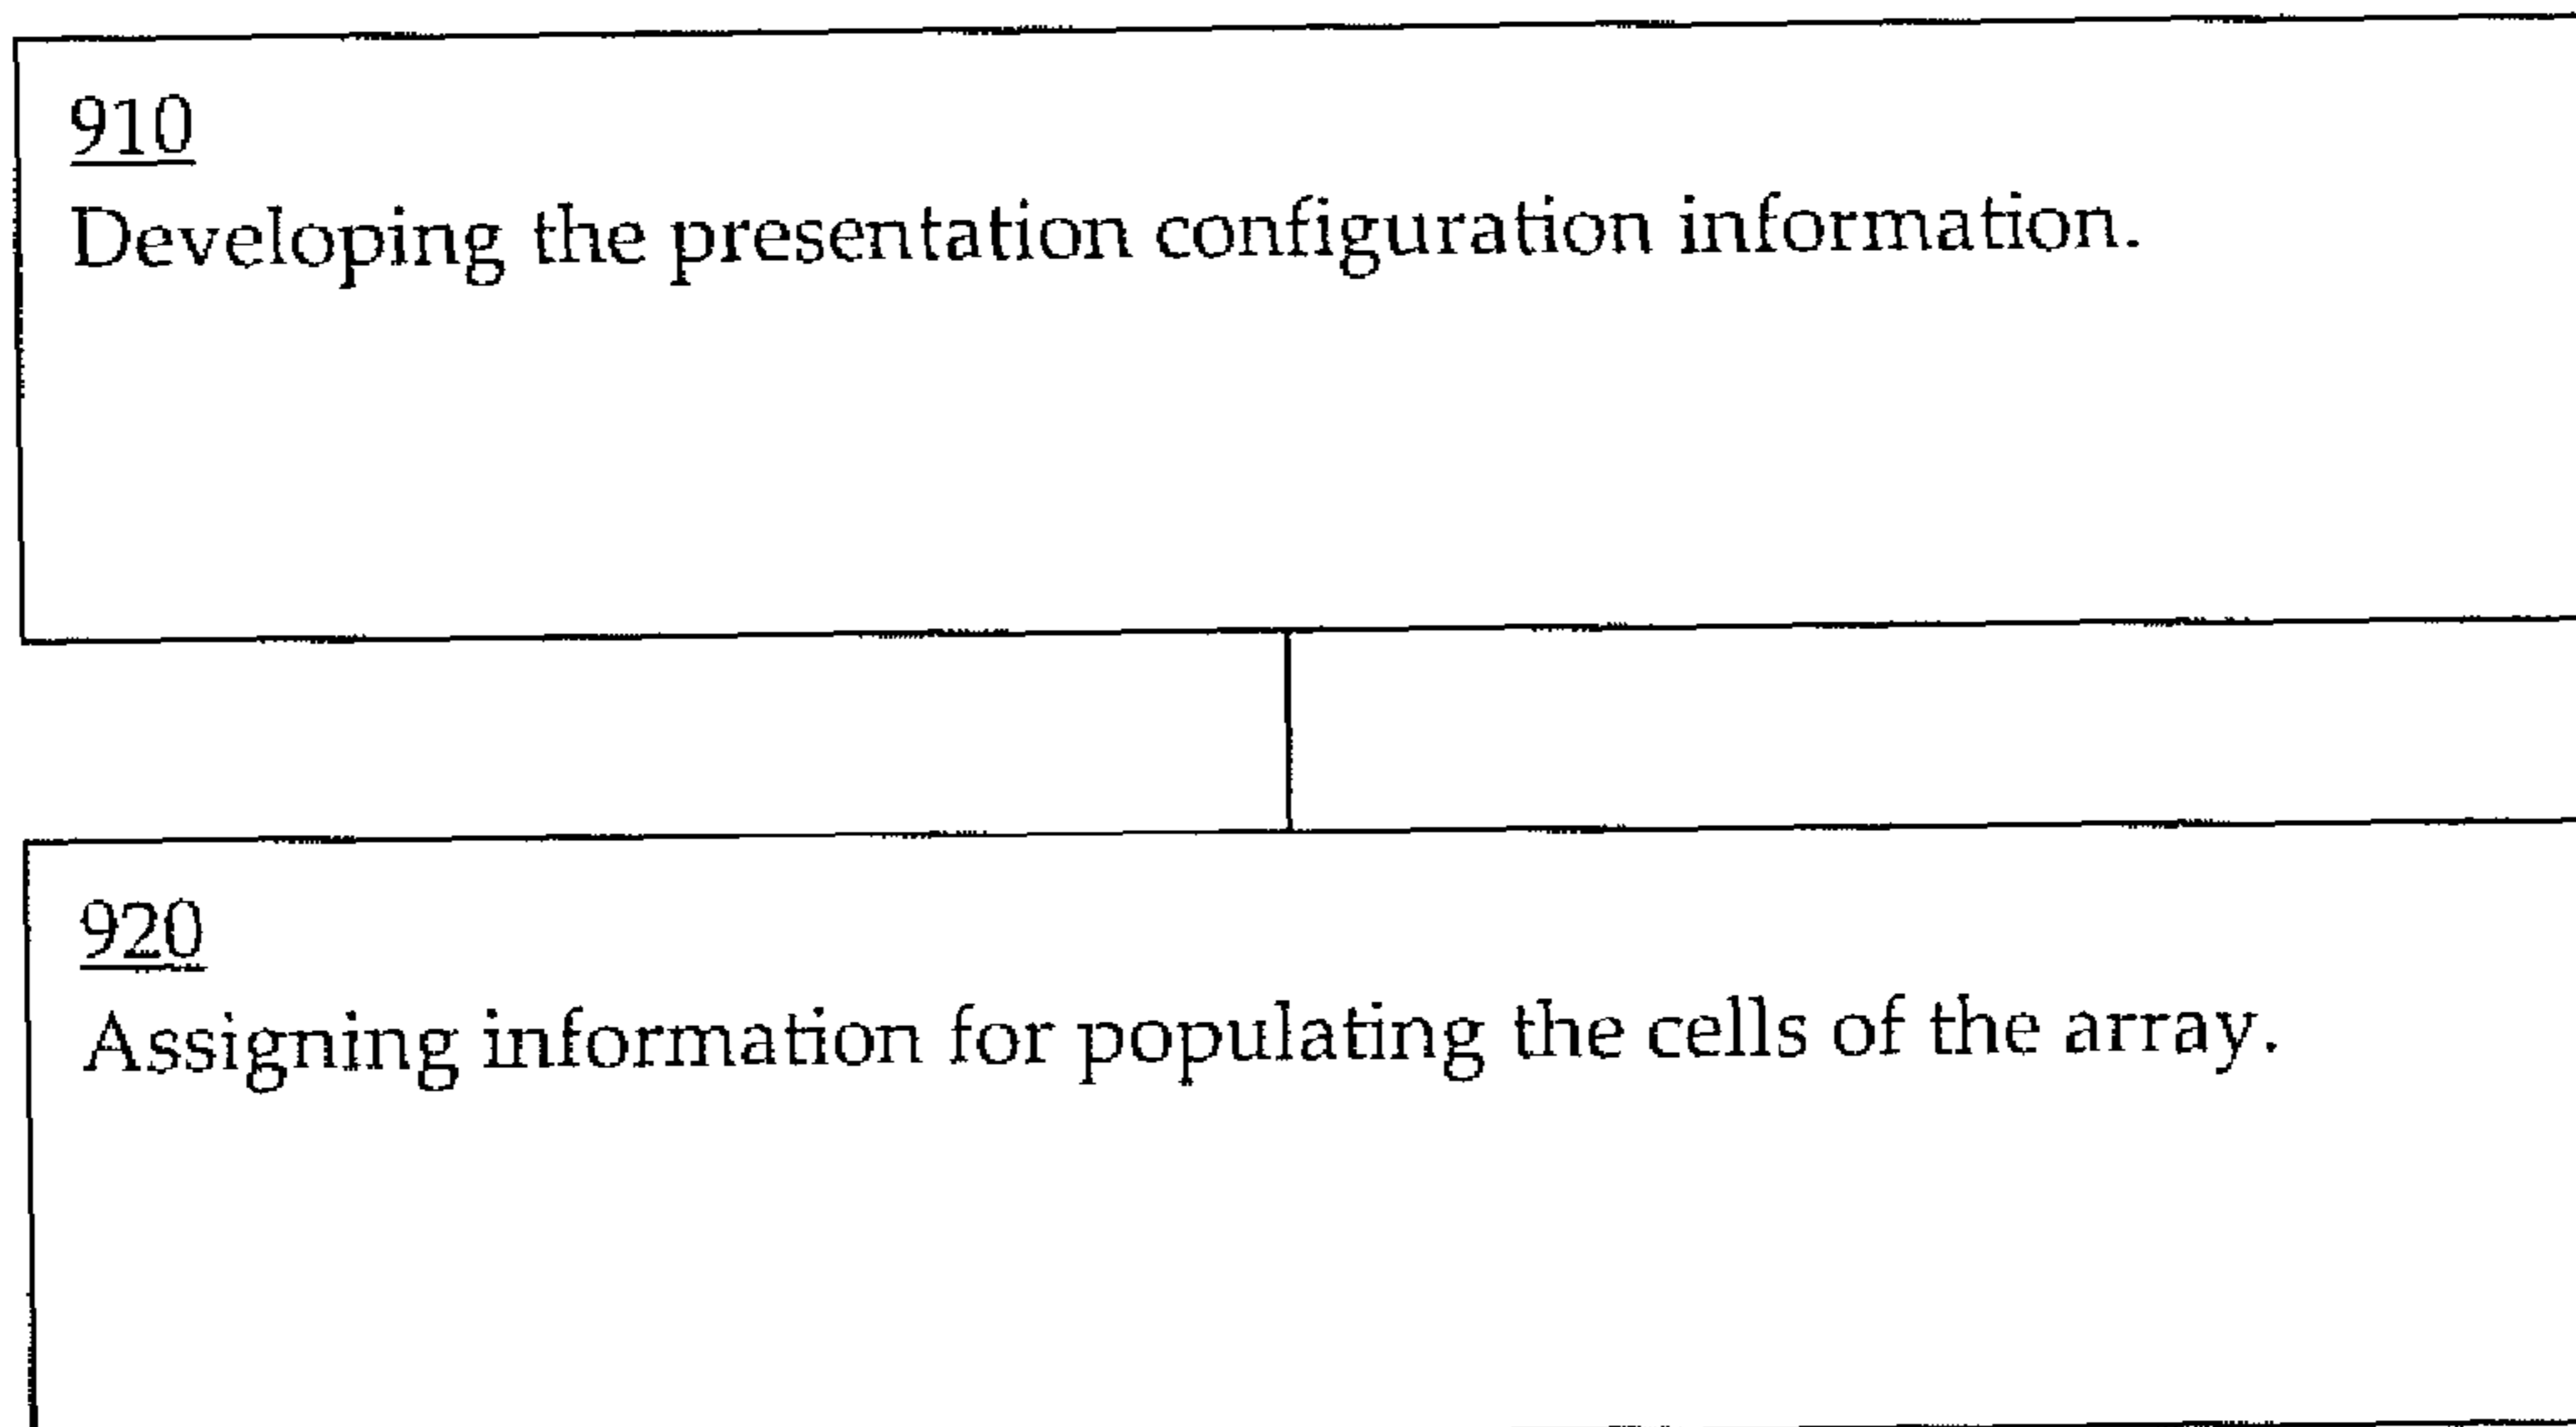 910
Developing the presentation configuration information.
920
Assigning information for populating the cells of the array.